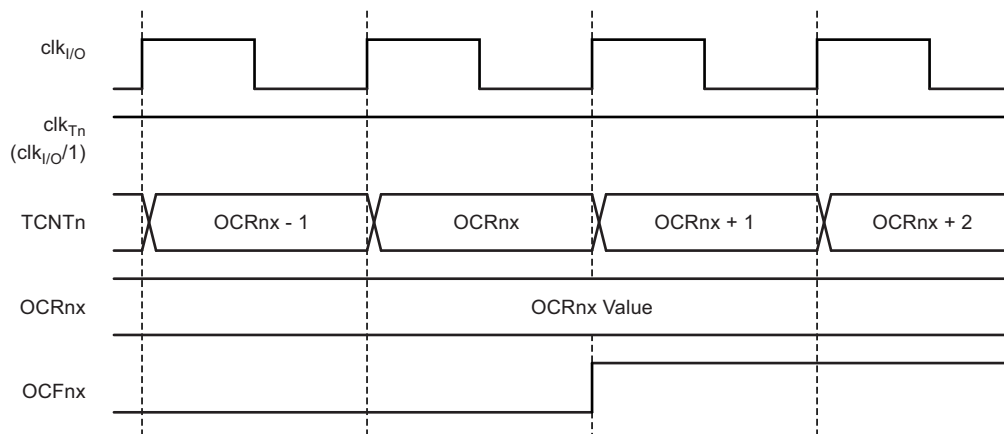 clkI/O
clkTn
(clkI/O/1)
TCNTn OCRnx - 1 OCRnx OCRnx + 1 OCRnx + 2
OCRnx OCRnx Value
OCFnx